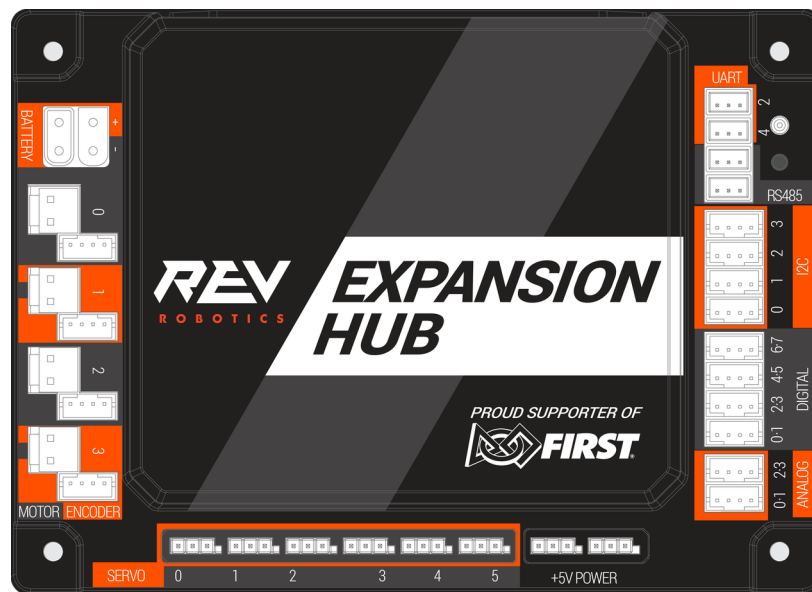 BATTERY
+
-
0
1
2
3
MOTOR ENCODER
REV
ROBOTICS
EXPANSION
HUB
PROUD SUPPORTER OF
FIRST®
UART
2
4
RS485
3
2
1
0
I2C
6-7
4-5
2-3
0-1
DIGITAL
2-3
0-1
ANALOG
SERVO 0 1 2 3 4 5 +5V POWER